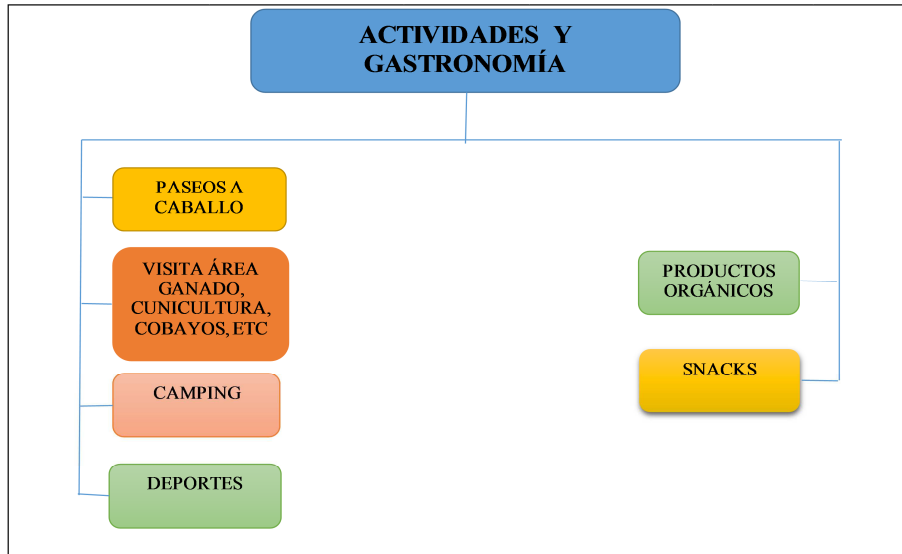 ACTIVIDADES Y
GASTRONOMÍA
PASEOS A
CABALLO
VISITA ÁREA
GANADO,
CUNICULTURA,
COBAYOS, ETC
CAMPING
DEPORTES
PRODUCTOS
ORGÁNICOS
SNACKS